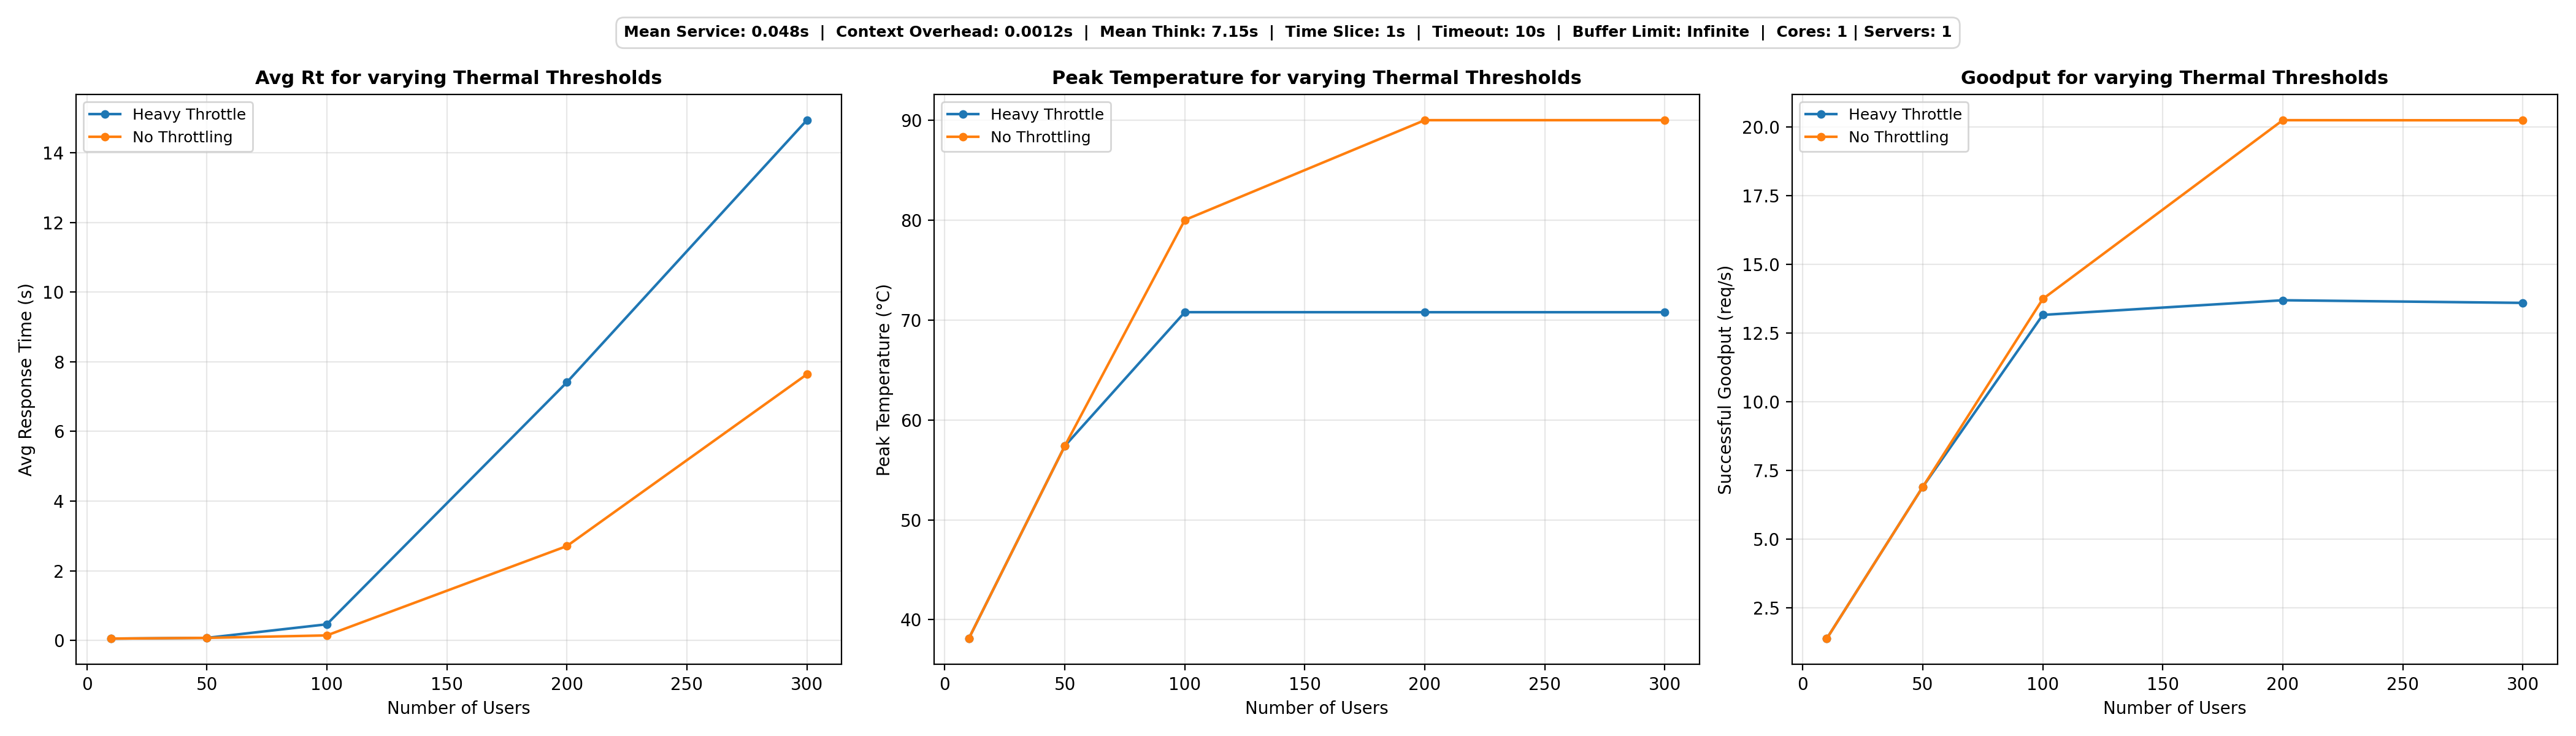 Mean Service: 0.048s | Context Overhead: 0.0012s | Mean Think: 7.15s | Time Slice: 1s | Timeout: 10s | Buffer Limit: Infinite | Cores: 1 | Servers: 1
Avg Rt for varying Thermal Thresholds
Heavy Throttle
No Throttling
Avg Response Time (s)
14
12
10
8
6
4
2
0
0 50 100 150 200 250 300
Number of Users
Peak Temperature for varying Thermal Thresholds
Heavy Throttle
No Throttling
Peak Temperature (°C)
90
80
70
60
50
40
0 50 100 150 200 250 300
Number of Users
Goodput for varying Thermal Thresholds
Heavy Throttle
No Throttling
Successful Goodput (req/s)
20.0
17.5
15.0
12.5
10.0
7.5
5.0
2.5
0 50 100 150 200 250 300
Number of Users